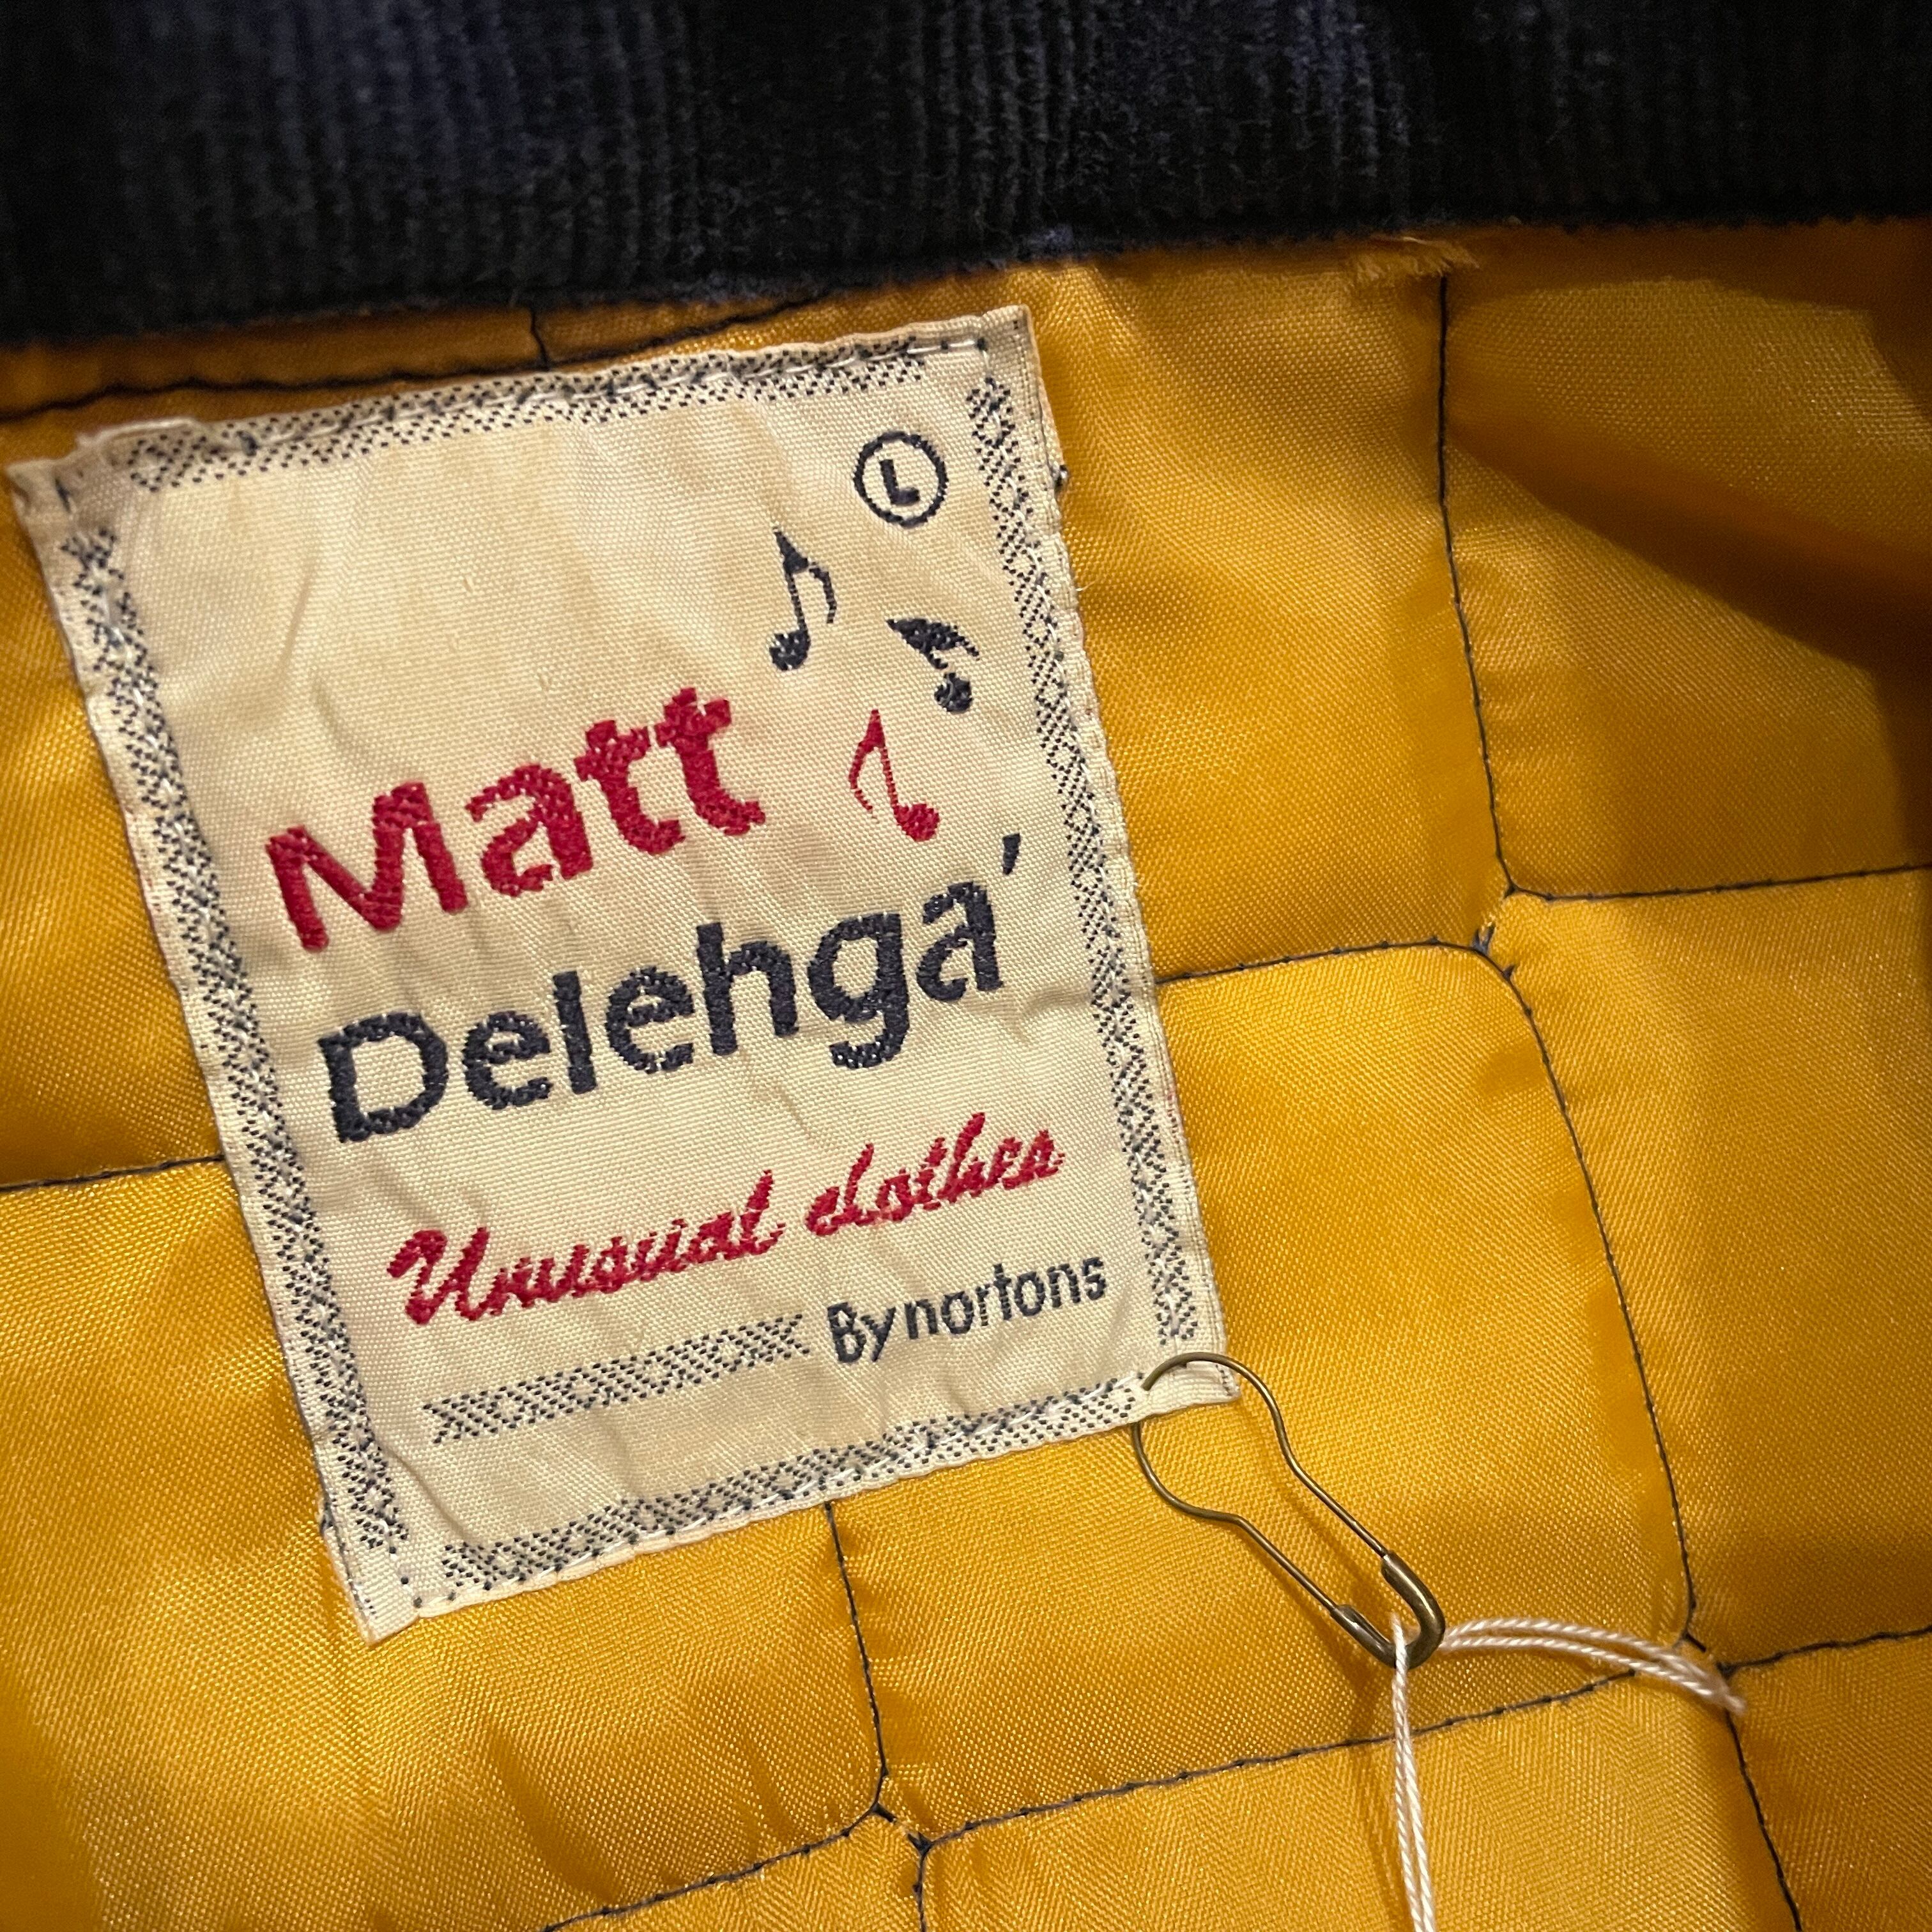 L
Matt
Delehga'
Unusual clothes
By nortons